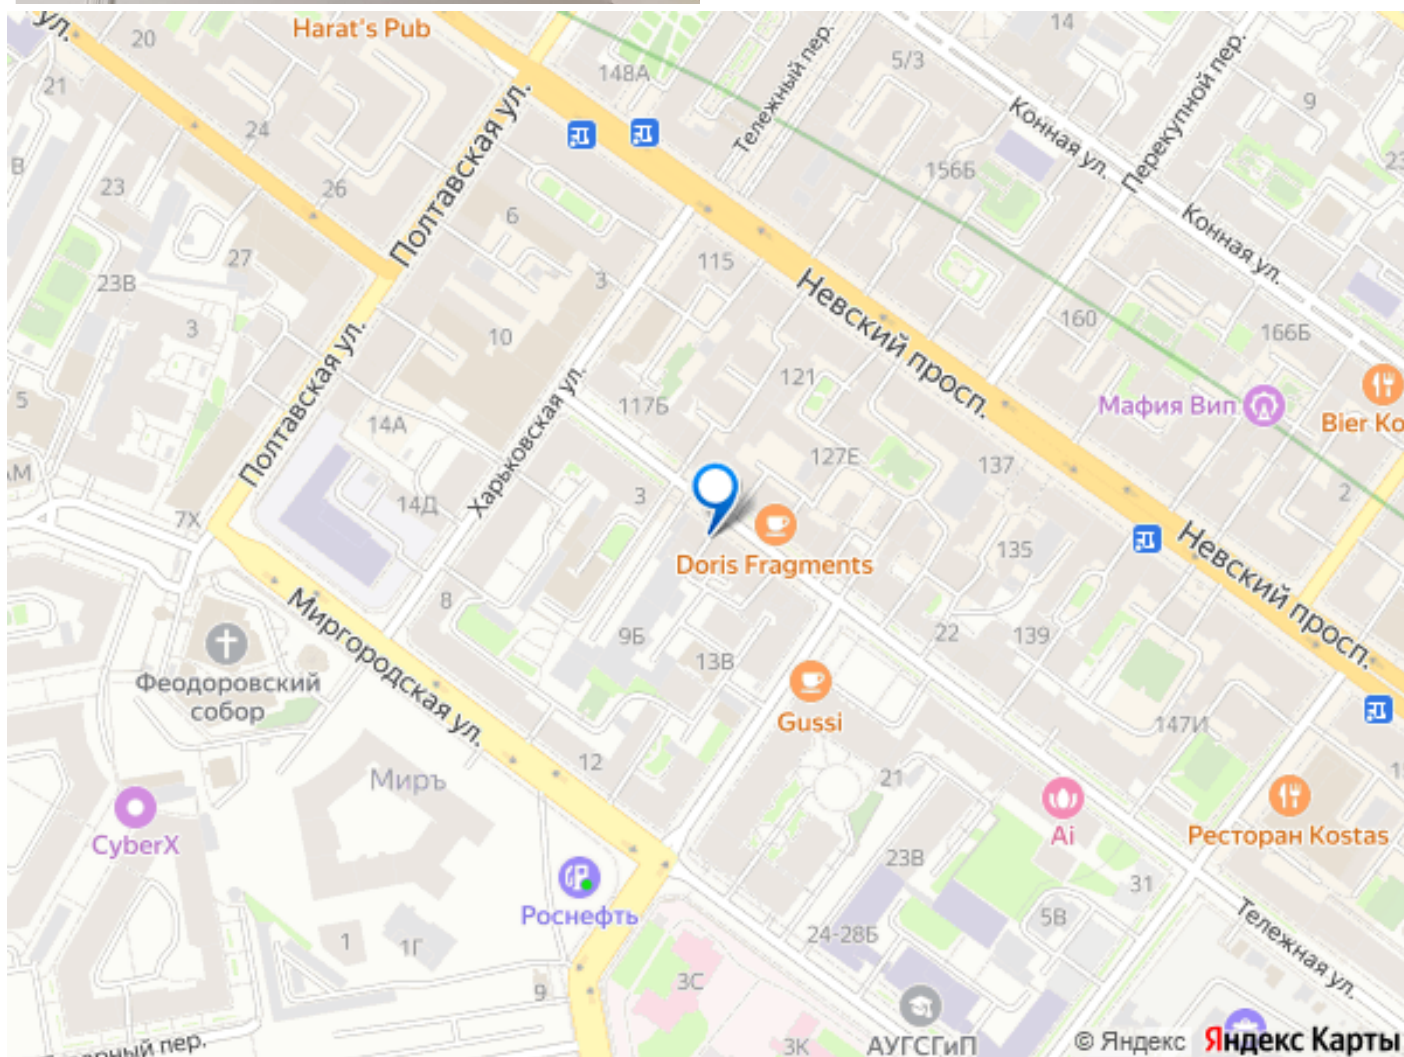 ул.
20
Harat's Pub
148А
Тележный пер.
5/3
14
Перекупной пер.
21
24
Полтавская ул.
Конная ул.
9
23
В
23
26
6
156Б
Конная ул.
27
115
3
23В
Невский просп.
160
166Б
3
10
121
Мафия Вип
Bier Ko
5
Полтавская ул.
117Б
14А
Харьковская ул.
127Е
137
АМ
14Д
3
2
7Х
135
Невский просп.
Doris Fragments
8
Миргородская ул.
9Б
22
139
13В
Феодоровский
собор
Gussi
147И
12
21
Миръ
Ai
Ресторан Kostas
CyberX
23В
31
Роснефть
5В
Тележная ул.
24-28Б
1
1Г
3С
9
АУГСГиП
3К
© Яндекс Яндекс Карты